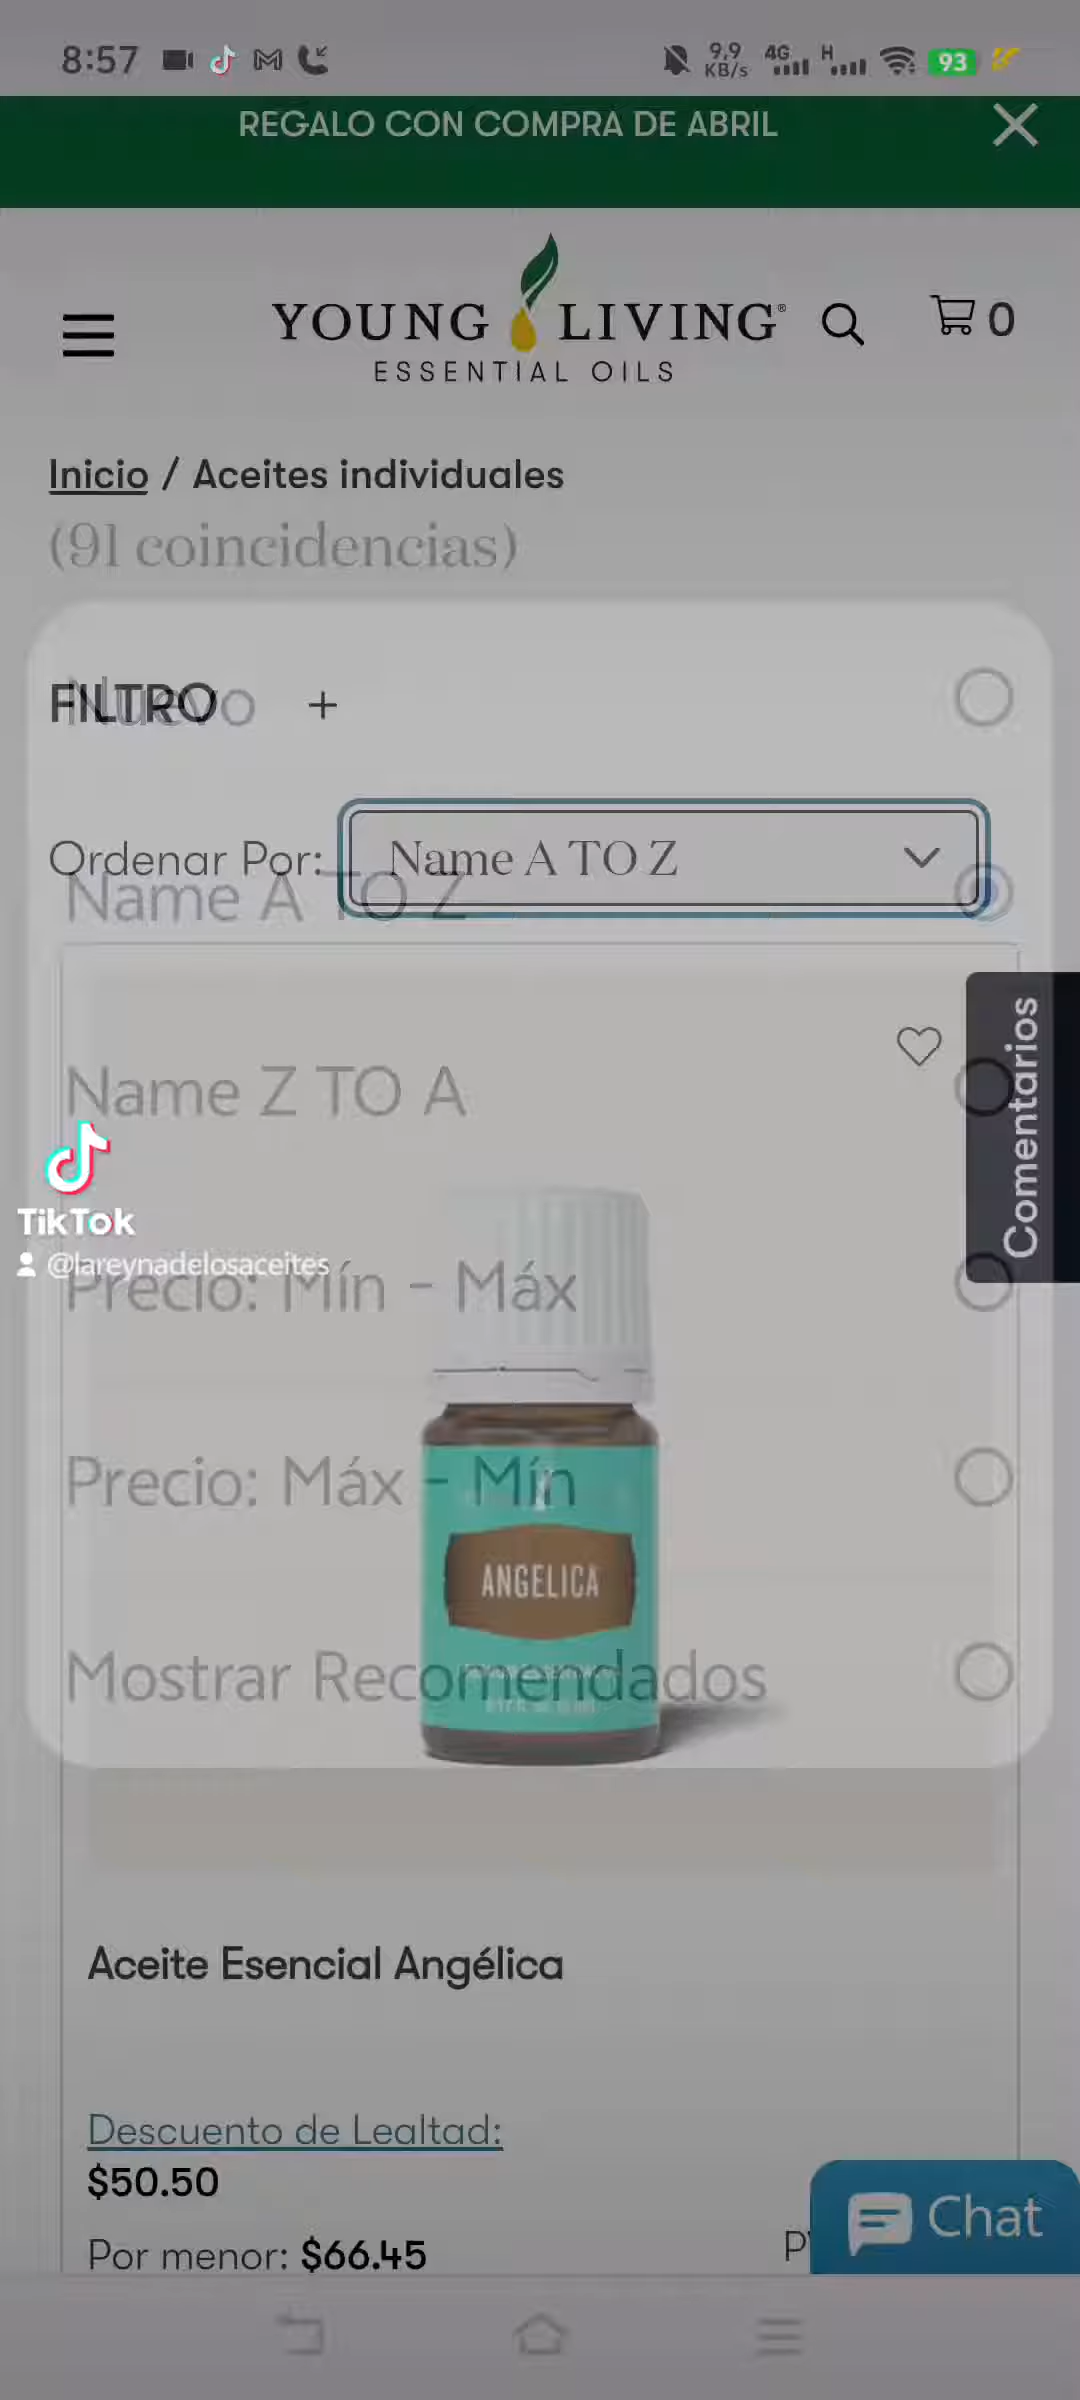 8:57
9,9 KB/s 4G H 93
REGALO CON COMPRA DE ABRIL
YOUNG LIVING®
ESSENTIAL OILS
0
Inicio / Aceites individuales
(91 coincidencias)
FILTRO +
Nuevo
Ordenar Por: Name A TO Z
Name A TO Z
Comentarios
Name Z TO A
TikTok
@lareynadelosaceites
Precio: Mín - Máx
Precio: Máx - Mín
ANGELICA
Mostrar Recomendados
Aceite Esencial Angélica
Descuento de Lealtad:
$50.50
Por menor: $66.45
Chat